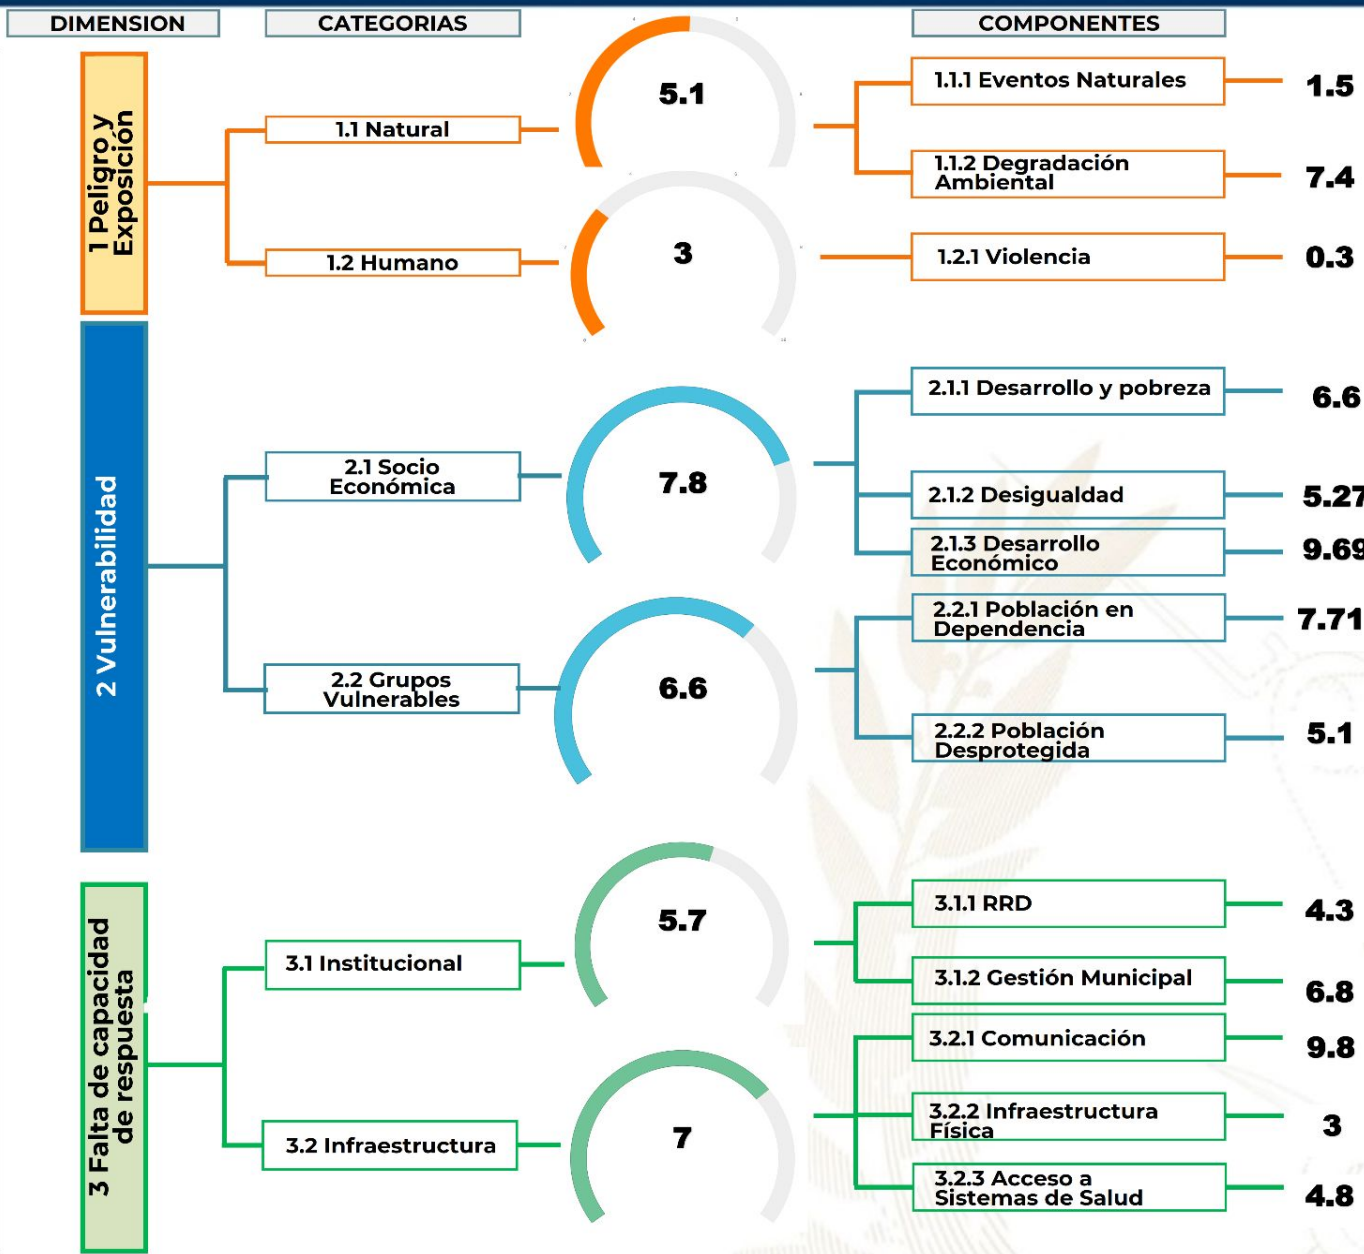 DIMENSION
CATEGORIAS
COMPONENTES
1 Peligro y
Exposición
1.1 Natural
5.1
1.1.1 Eventos Naturales
1.5
1.1.2 Degradación
Ambiental
7.4
1.2 Humano
3
1.2.1 Violencia
0.3
2 Vulnerabilidad
2.1 Socio
Económica
7.8
2.1.1 Desarrollo y pobreza
6.6
2.1.2 Desigualdad
5.27
2.1.3 Desarrollo
Económico
9.69
2.2 Grupos
Vulnerables
6.6
2.2.1 Población en
Dependencia
7.71
2.2.2 Población
Desprotegida
5.1
3 Falta de capacidad
de respuesta
3.1 Institucional
5.7
3.1.1 RRD
4.3
3.1.2 Gestión Municipal
6.8
3.2 Infraestructura
7
3.2.1 Comunicación
9.8
3.2.2 Infraestructura
Física
3
3.2.3 Acceso a
Sistemas de Salud
4.8